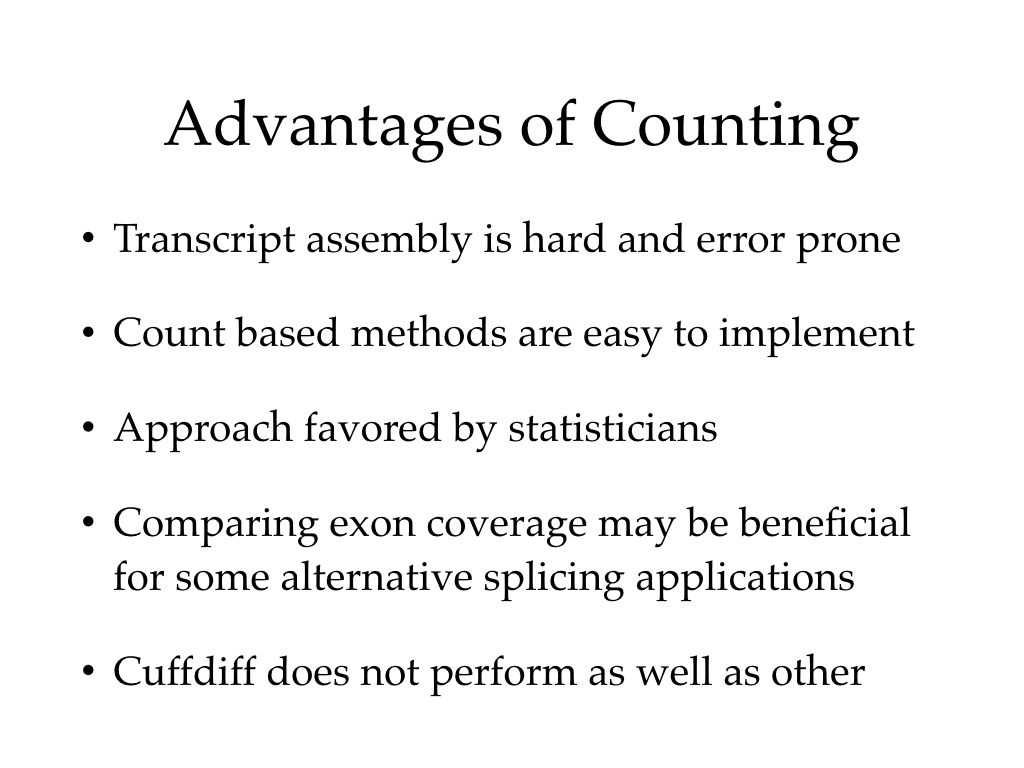 Advantages of Counting
• Transcript assembly is hard and error prone
• Count based methods are easy to implement
• Approach favored by statisticians
• Comparing exon coverage may be beneficial
for some alternative splicing applications
• Cuffdiff does not perform as well as other